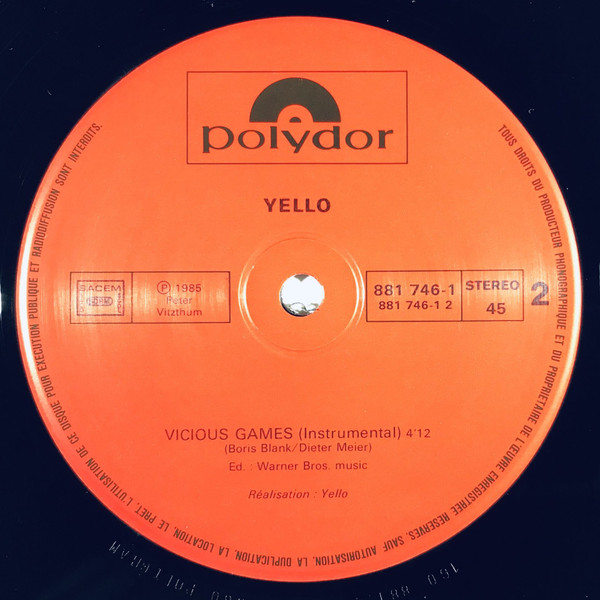 polydor
YELLO
SACEM
SDRM
℗ 1985
Peter
Vitzthum
881 746-1
881 746-1 2
STEREO
45
2
VICIOUS GAMES (Instrumental) 4'12
(Boris Blank/Dieter Meier)
Ed. : Warner Bros. music
Réalisation : Yello
TOUS DROITS DU PRODUCTEUR PHONOGRAPHIQUE ET DU PROPRIETAIRE DE L'ŒUVRE ENREGISTREE RESERVES. SAUF AUTORISATION, LA DUPLICATION, LA LOCATION, LE PRET, L'UTILISATION DE CE DISQUE POUR EXECUTION PUBLIQUE ET RADIODIFFUSION SONT INTERDITS.